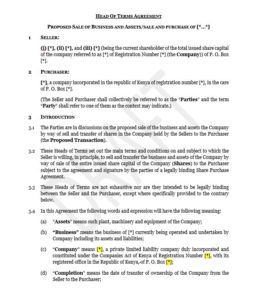 HEAD OF TERMS AGREEMENT
PROPOSED SALE OF BUSINESS AND ASSETS/SALE AND PURCHASE OF [*...*]
1 SELLER:
(i) [*), (II) [*], and (III) [*] (being the current shareholder of the total issued share capital
of the company referred to as [*] of Registration Number [*] (the Company)) of P. O. Box
[*].
2 PURCHASER:
[*], a company incorporated in the republic of Kenya of registration number [*], in the care
of P. O. Box [*].
(The Seller and Purchaser shall collectively be referred to as the "Parties" and the term
"Party" shall refer to one of them as the context may indicate.)
3 INTRODUCTION
3.1 The Parties are in discussions on the proposed sale of the business and assets the Company
by way of sell and transfer of shares in the Company held by the Sellers to the Purchaser
(the Proposed Transaction).
3.2 These Heads of Terms set out the main terms and conditions on and subject to which the
Seller is willing, in principle, to sell and transfer the business and assets of the Company by
way of sale of the entire issued share capital of the Company (Shares) to the Purchaser
subject to the agreement and signature by the parties of a legally binding Share Purchase
Agreement.
3.3 These Heads of Terms are not exhaustive nor are they intended to be legally binding
between the Seller and the Purchaser, except where specifically provided to the contrary
below.
3.4 In this Agreement the following words and expression will have the following meaning:
(a) "Assets" means such plant, machinery and equipment of the Company;
(b) "Business" means the business of [*] currently being operated and undertaken by
Company including its assets and liabilities;
(c) "Company" means [*], a private limited liability company duly incorporated and
constituted under the Companies Act of Kenya of Registration Number [*], with its
registered office in the Republic of Kenya, of P. O. Box [*];
(d) "Completion" means the date of transfer of ownership of the Company from the
Seller to the Purchaser;
DRAFT